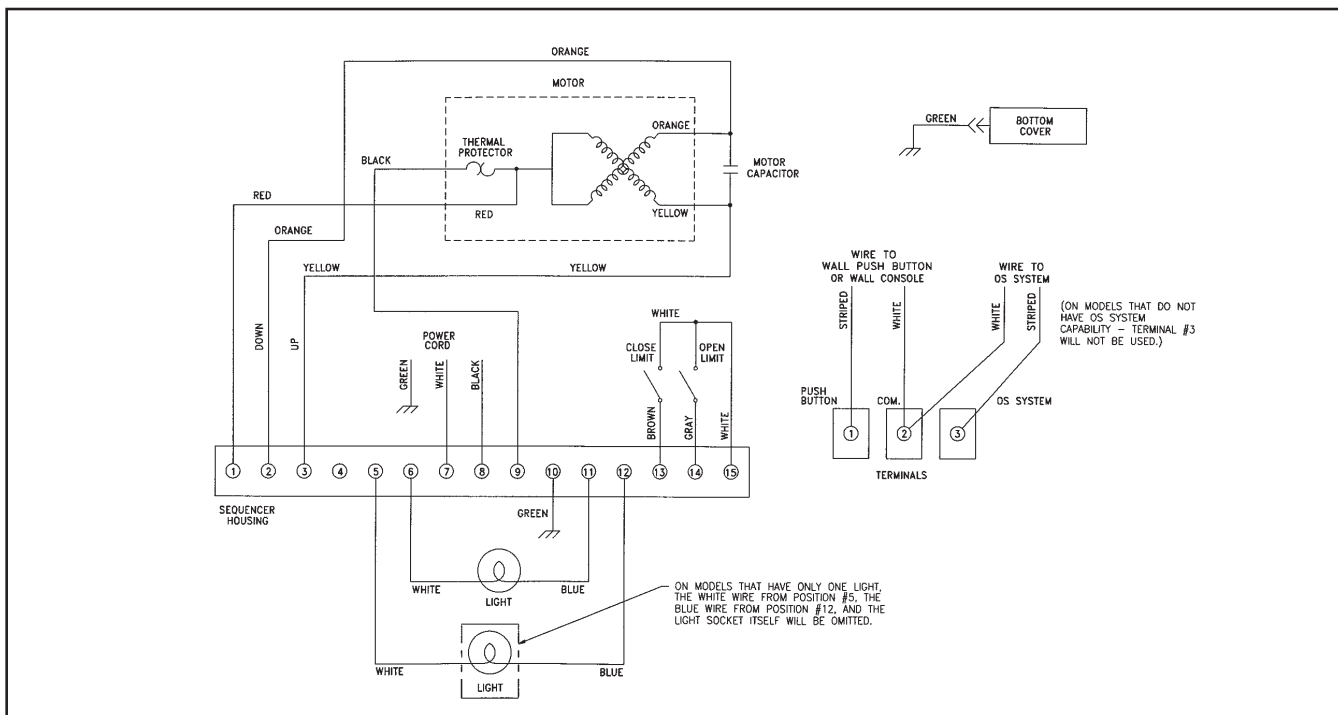 ORANGE
MOTOR
ORANGE
THERMAL
PROTECTOR
BLACK
MOTOR
CAPACITOR
RED
RED
YELLOW
ORANGE
YELLOW
YELLOW
DOWN
UP
POWER
CORD
GREEN
WHITE
BLACK
WHITE
CLOSE
LIMIT
OPEN
LIMIT
BROWN
GRAY
WHITE
1 2 3 4 5 6 7 8 9 10 11 12 13 14 15
SEQUENCER
HOUSING
GREEN
WHITE
BLUE
LIGHT
WHITE
BLUE
LIGHT
ON MODELS THAT HAVE ONLY ONE LIGHT,
THE WHITE WIRE FROM POSITION #5, THE
BLUE WIRE FROM POSITION #12, AND THE
LIGHT SOCKET ITSELF WILL BE OMITTED.
GREEN
BOTTOM
COVER
WIRE TO
WALL PUSH BUTTON
OR WALL CONSOLE
WIRE TO
OS SYSTEM
STRIPED
WHITE
WHITE
STRIPED
(ON MODELS THAT DO NOT
HAVE OS SYSTEM
CAPABILITY – TERMINAL #3
WILL NOT BE USED.)
PUSH
BUTTON
COM.
OS SYSTEM
1 2 3
TERMINALS